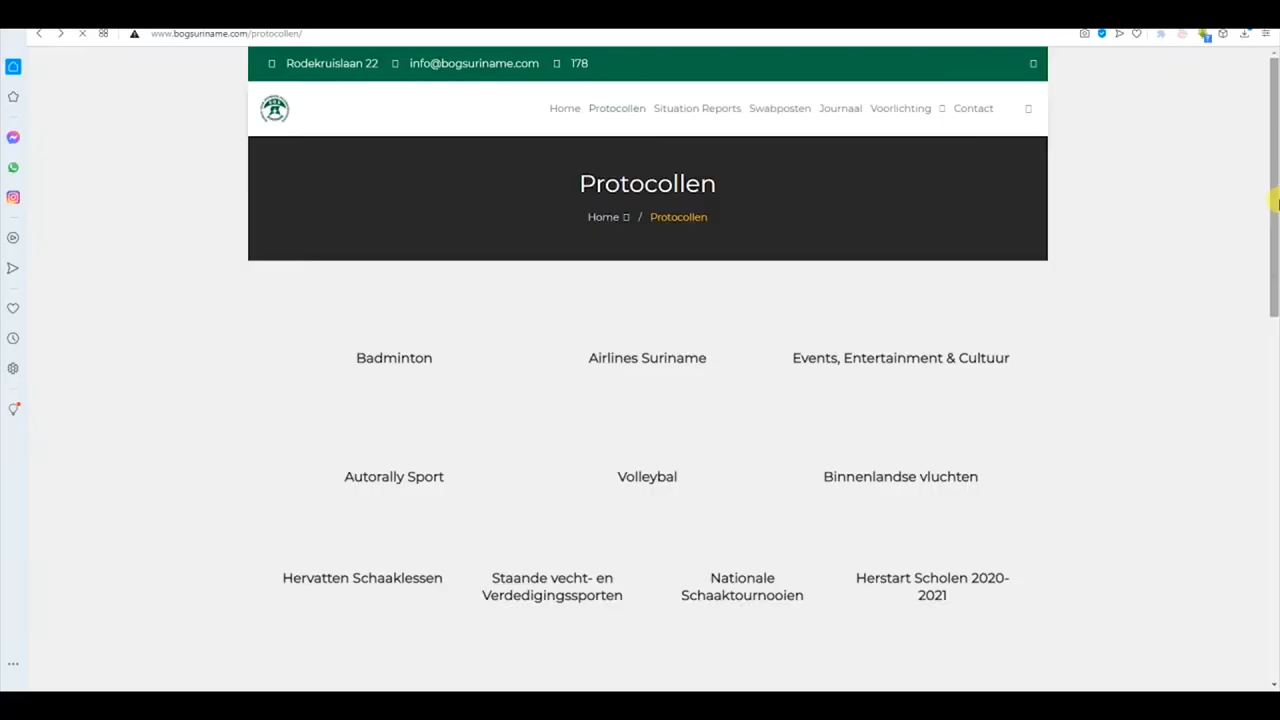 www.bogsuriname.com/protocollen/
Rodekruislaan 22 info@bogsuriname.com 178
Home Protocollen Situation Reports Swabposten Journaal Voorlichting Contact
Protocollen
Home / Protocollen
Badminton Airlines Suriname Events, Entertainment & Cultuur
Autorally Sport Volleybal Binnenlandse vluchten
Hervatten Schaaklessen Staande vecht- en Nationale Herstart Scholen 2020-
Verdedigingssporten Schaaktournooien 2021